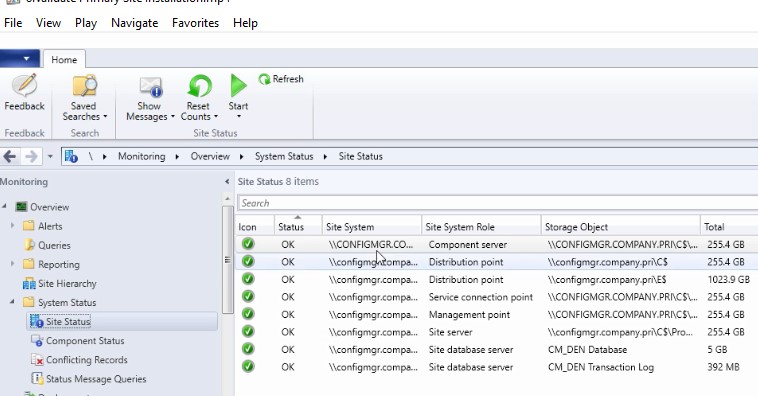 Primary Site Installation.mp4
File View Play Navigate Favorites Help
Home
Feedback
Saved Searches
Show Messages
Reset Counts
Start
Refresh
Feedback Search Site Status
\ Monitoring Overview System Status Site Status
Monitoring
Overview
Alerts
Queries
Reporting
Site Hierarchy
System Status
Site Status
Component Status
Conflicting Records
Status Message Queries
Site Status 8 items
Search
Icon Status Site System Site System Role Storage Object Total
OK \\CONFIGMGR.CO... Component server \\CONFIGMGR.COMPANY.PRI\C$\... 255.4 GB
OK \\configmgr.compa... Distribution point \\configmgr.company.pri\C$ 255.4 GB
OK \\configmgr.compa... Distribution point \\configmgr.company.pri\E$ 1023.9 GB
OK \\configmgr.compa... Service connection point \\CONFIGMGR.COMPANY.PRI\C$\... 255.4 GB
OK \\configmgr.compa... Management point \\CONFIGMGR.COMPANY.PRI\C$\... 255.4 GB
OK \\configmgr.compa... Site server \\configmgr.company.pri\C$\Pro... 255.4 GB
OK \\configmgr.compa... Site database server CM_DEN Database 5 GB
OK \\configmgr.compa... Site database server CM_DEN Transaction Log 392 MB